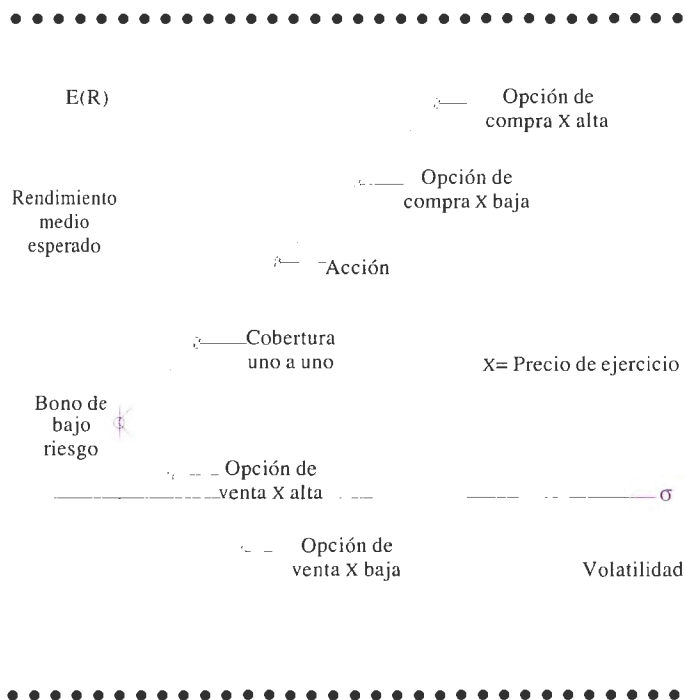 E(R)
Opción de
compra X alta
Opción de
compra X baja
Rendimiento
medio
esperado
Acción
Cobertura
uno a uno
X= Precio de ejercicio
Bono de
bajo
riesgo
Opción de
venta X alta
σ
Opción de
venta X baja
Volatilidad